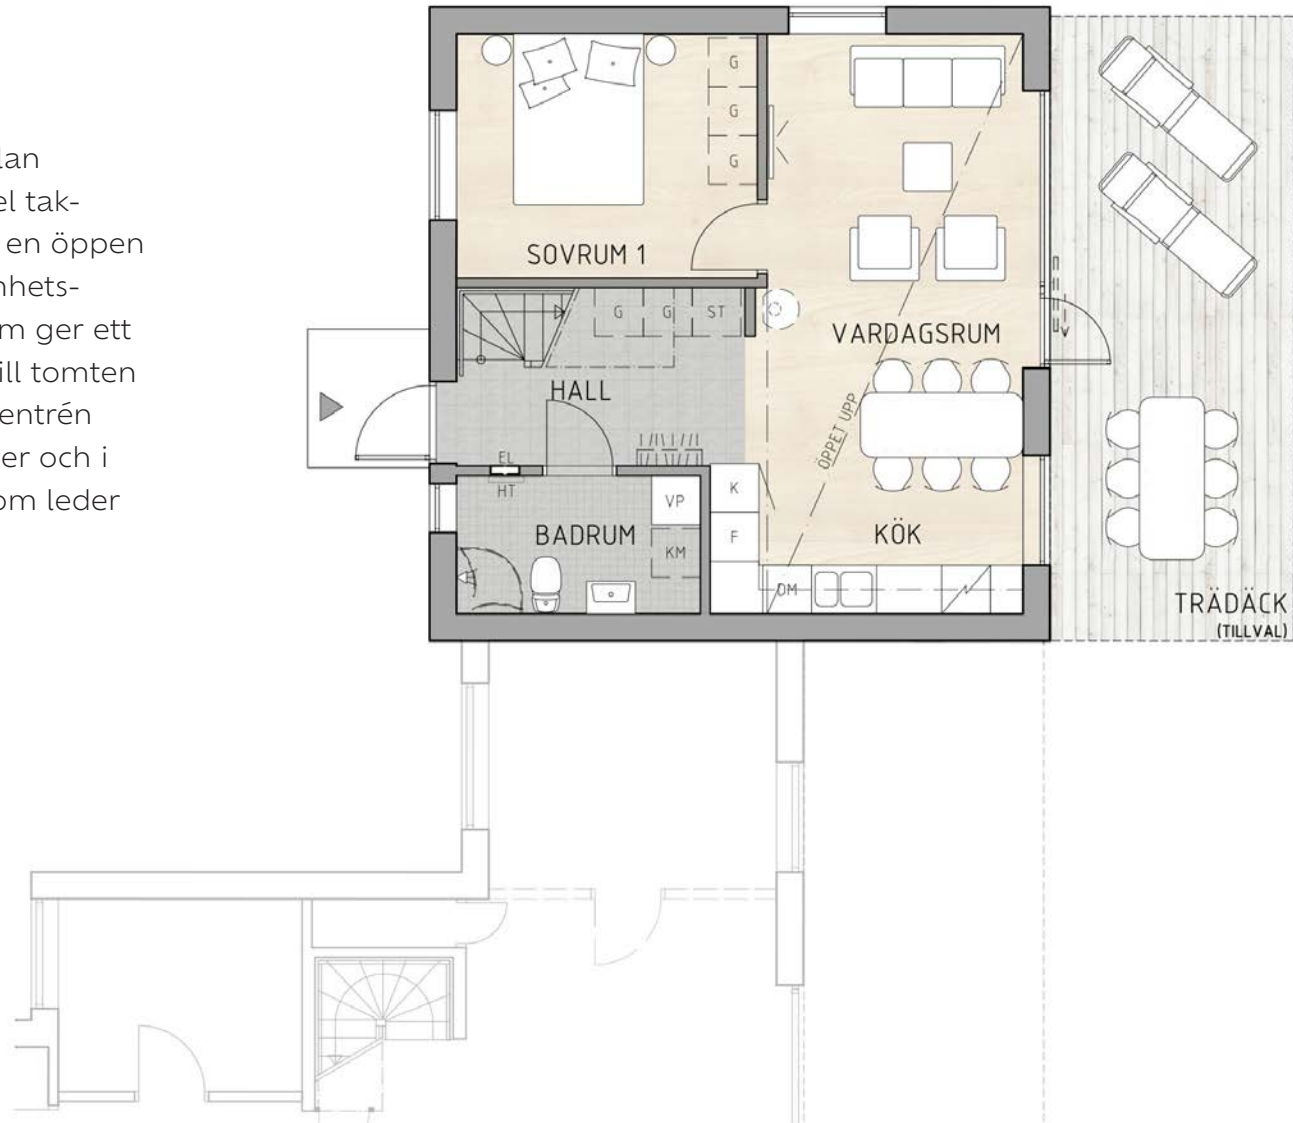 lan
el tak-
en öppen
nhets-
m ger ett
ill tomten
entrén
er och i
om leder
G
G
G
SOVRUM 1
G
G
ST
VARDAGSRUM
HALL
ÖPPET UPP
EL
HT
VP
K
BADRUM
F
KÖK
KM
DM
TRÄDÄCK
(TILLVAL)